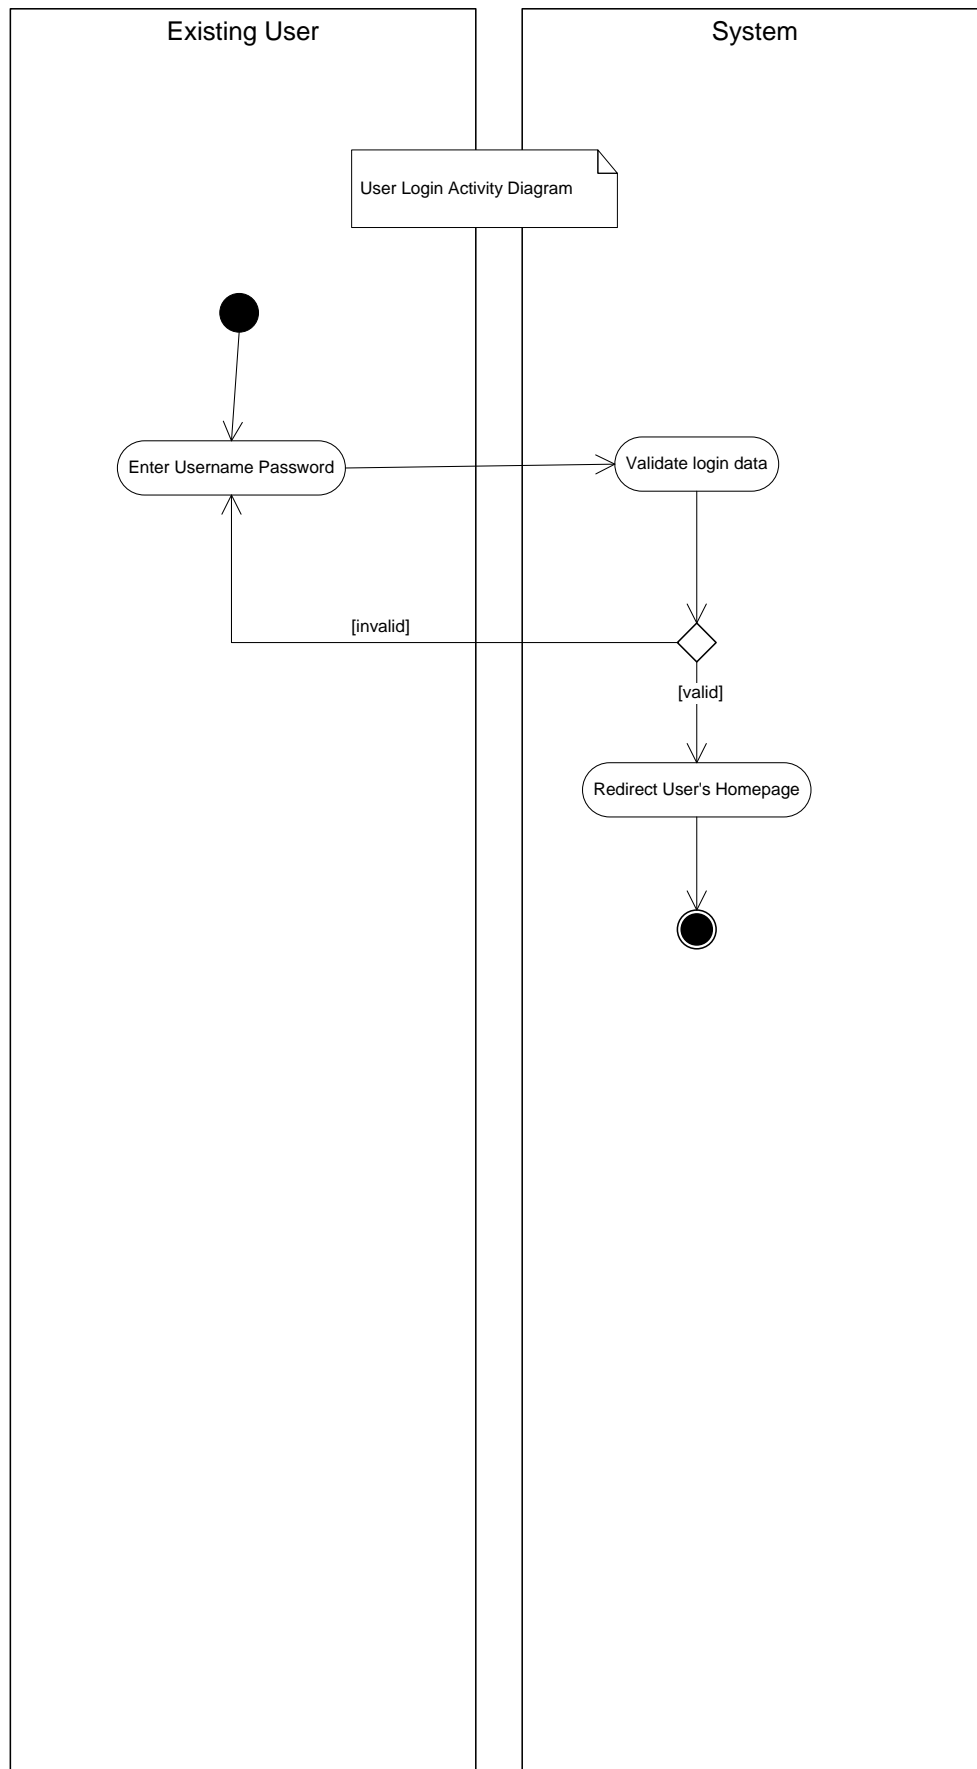 Existing User
System
User Login Activity Diagram
Enter Username Password
Validate login data
[invalid]
[valid]
Redirect User's Homepage